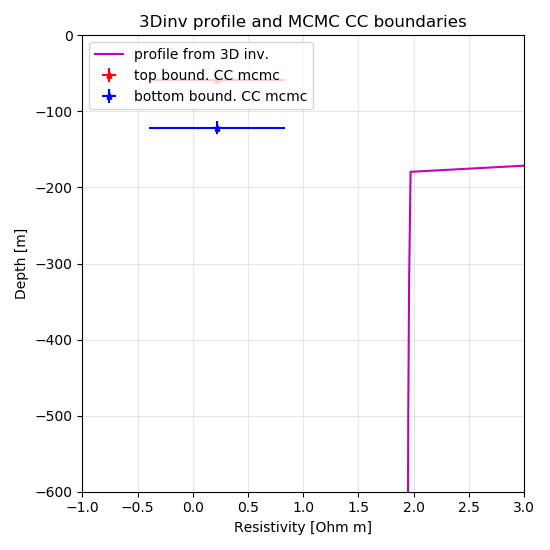 3Dinv profile and MCMC CC boundaries
profile from 3D inv.
top bound. CC mcmc
bottom bound. CC mcmc
0
−100
−200
−300
−400
−500
−600
Depth [m]
−1.0 −0.5 0.0 0.5 1.0 1.5 2.0 2.5 3.0
Resistivity [Ohm m]